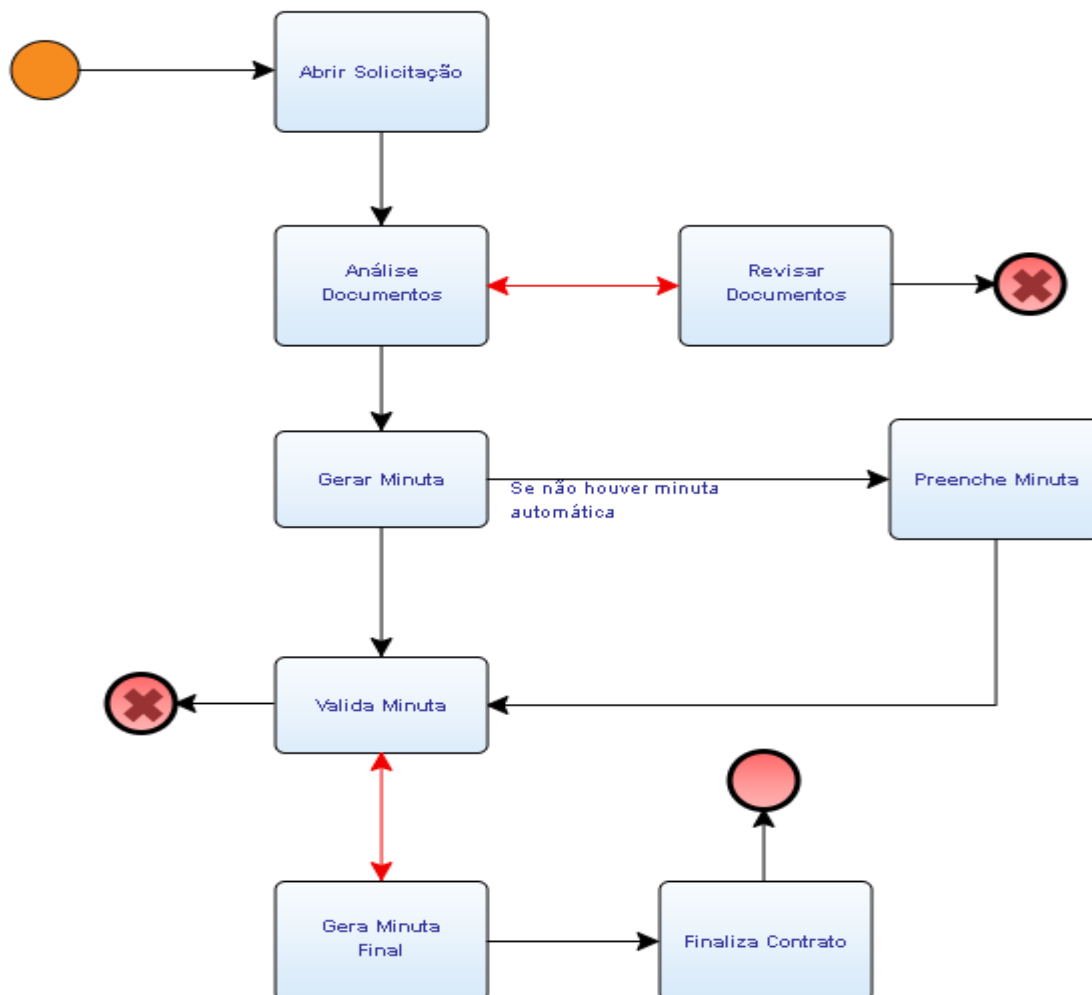 Abrir Solicitação
Análise
Documentos
Revisar
Documentos
Gerar Minuta
Se não houver minuta
automática
Preenche Minuta
Valida Minuta
Gera Minuta
Final
Finaliza Contrato